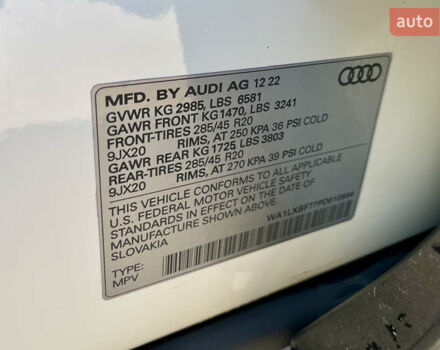 auto
MFD. BY AUDI AG 12 22
GVWR KG 2985, LBS 6581
GAWR FRONT KG1470, LBS 3241
FRONT-TIRES 285/45 R20
9JX20 RIMS, AT 250 KPA 36 PSI COLD
GAWR REAR KG 1725, LBS 3803
REAR-TIRES 285/45 R20
9JX20 RIMS, AT 270 KPA 39 PSI COLD
THIS VEHICLE CONFORMS TO ALL APPLICABLE
U.S. FEDERAL MOTOR VEHICLE SAFETY
STANDARDS IN EFFECT ON THE DATE OF
MANUFACTURE SHOWN ABOVE.
SLOVAKIA
TYPE:
MPV